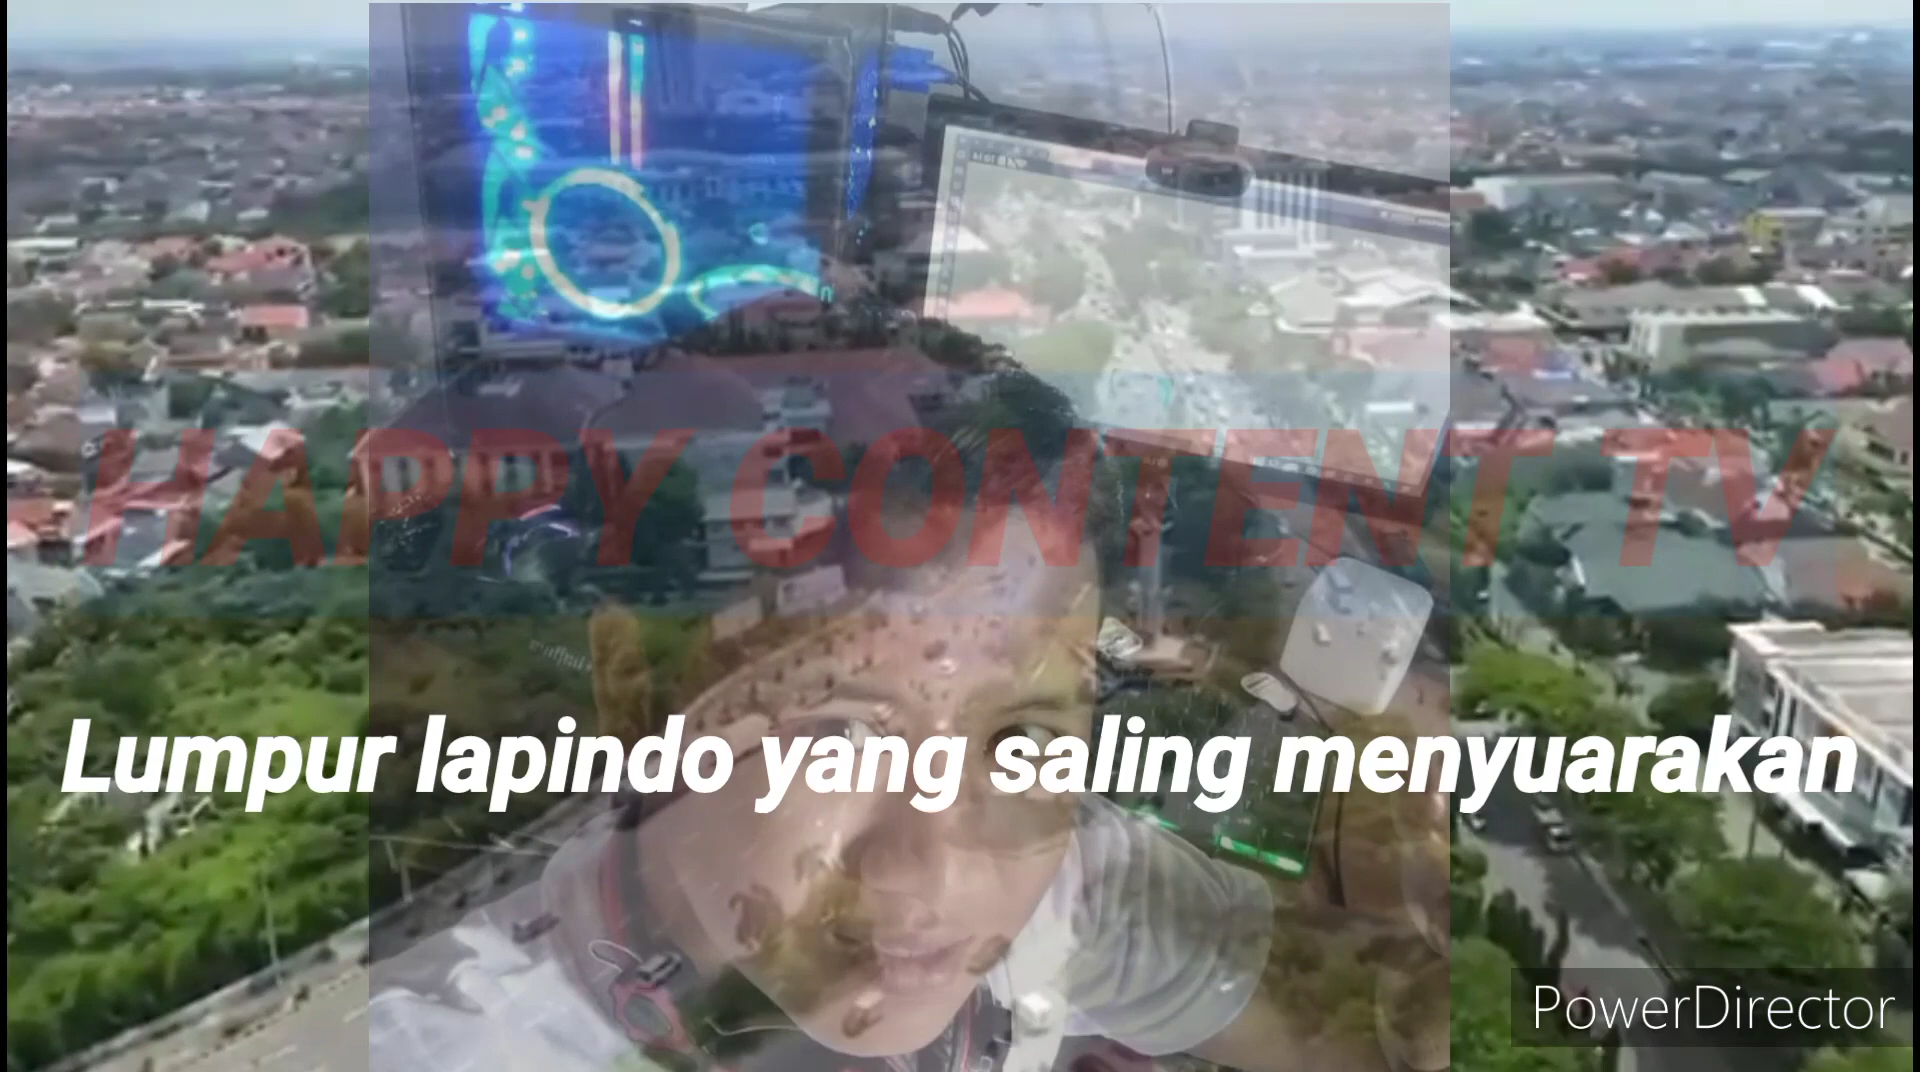 HAPPY CONTENT TV
Lumpur lapindo yang saling menyuarakan
PowerDirector